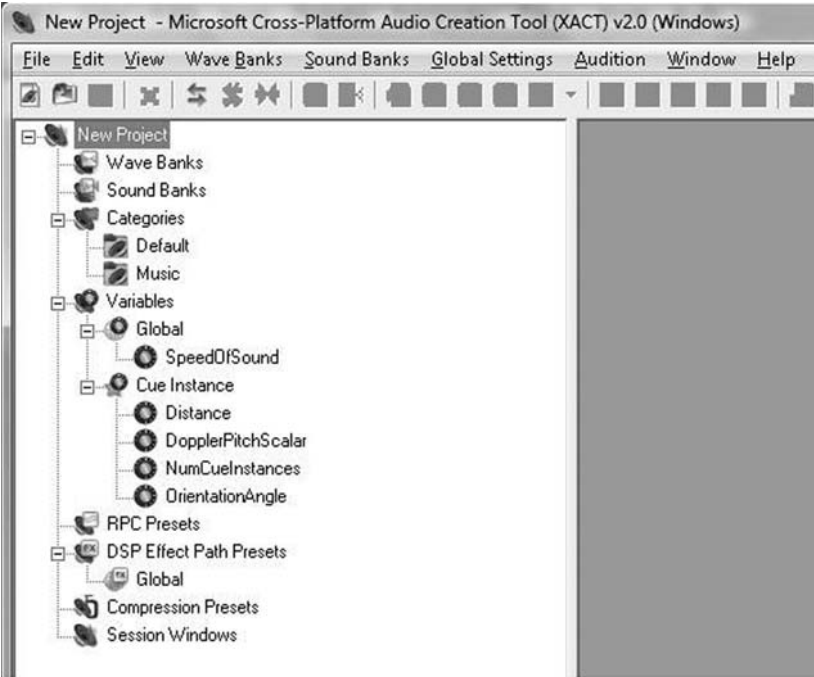 New Project - Microsoft Cross-Platform Audio Creation Tool (XACT) v2.0 (Windows)
File Edit View Wave Banks Sound Banks Global Settings Audition Window Help
New Project
Wave Banks
Sound Banks
Categories
Default
Music
Variables
Global
SpeedOfSound
Cue Instance
Distance
DopplerPitchScalar
NumCueInstances
OrientationAngle
RPC Presets
DSP Effect Path Presets
Global
Compression Presets
Session Windows